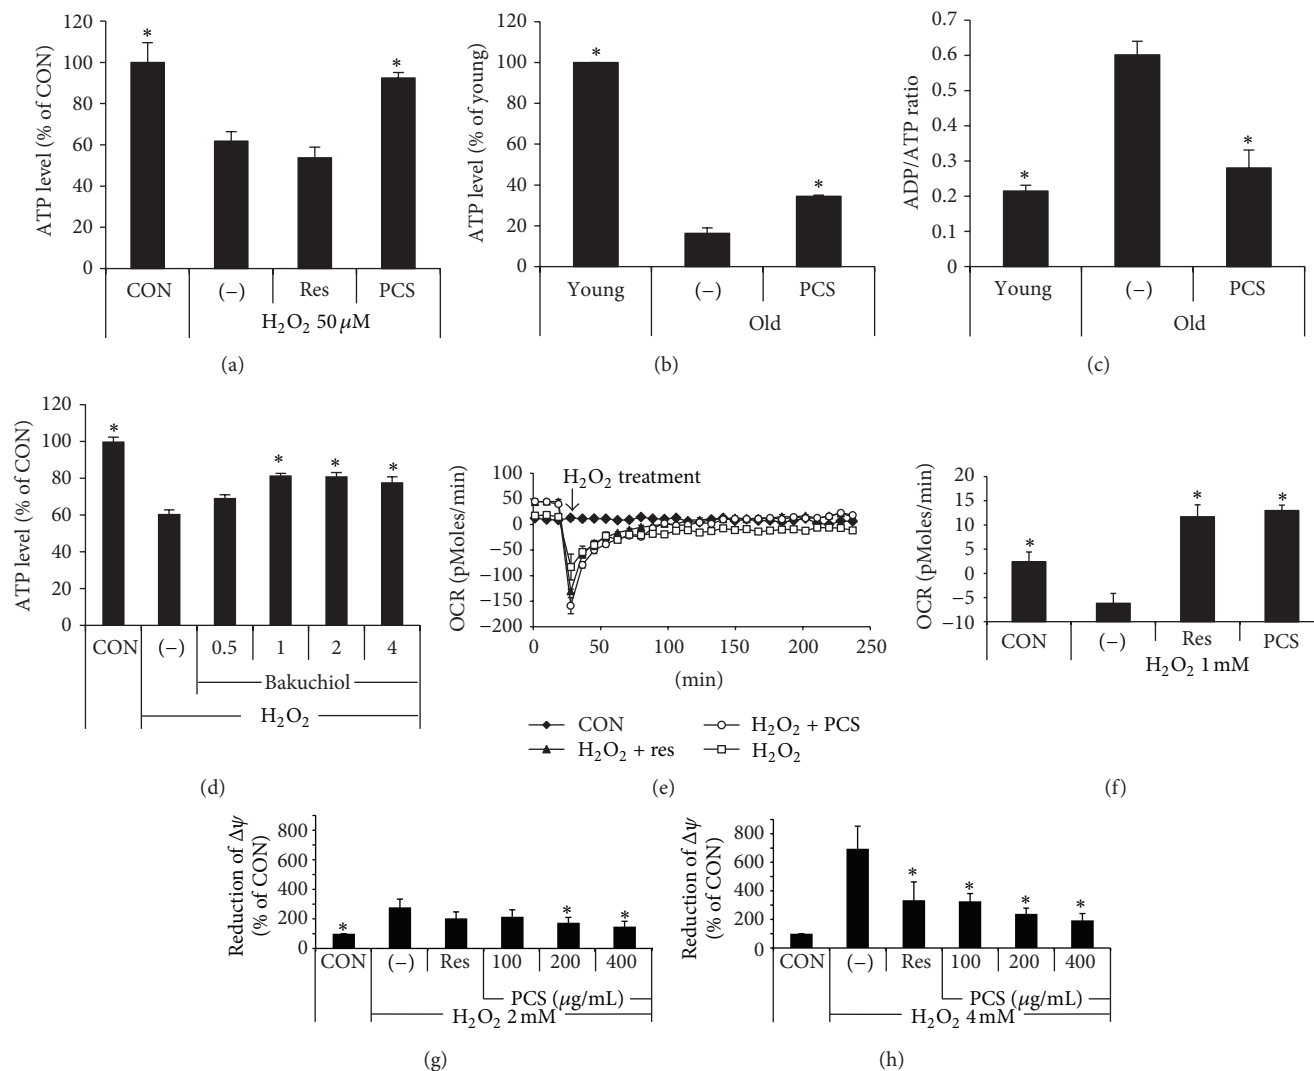 ATP level (% of CON)
120
100
80
60
40
20
0
*
*
CON
(−)
Res
PCS
H₂O₂ 50 μM
(a)
ATP level (% of young)
120
100
80
60
40
20
0
*
*
Young
(−)
PCS
Old
(b)
ADP/ATP ratio
0.7
0.6
0.5
0.4
0.3
0.2
0.1
0
*
*
Young
(−)
PCS
Old
(c)
ATP level (% of CON)
120
100
80
60
40
20
0
*
*
*
*
CON
(−)
0.5
1
2
4
Bakuchiol
H₂O₂
(d)
OCR (pMoles/min)
100
50
0
−50
−100
−150
−200
H₂O₂ treatment
0
50
100
150
200
250
(min)
CON
H₂O₂ + PCS
H₂O₂ + res
H₂O₂
(e)
OCR (pMoles/min)
20
15
10
5
0
−5
−10
*
*
*
CON
(−)
Res
PCS
H₂O₂ 1 mM
(f)
Reduction of Δψ
(% of CON)
800
600
400
200
0
*
*
*
CON
(−)
Res
100
200
400
PCS (μg/mL)
H₂O₂ 2 mM
(g)
Reduction of Δψ
(% of CON)
800
600
400
200
0
*
*
*
*
CON
(−)
Res
100
200
400
PCS (μg/mL)
H₂O₂ 4 mM
(h)